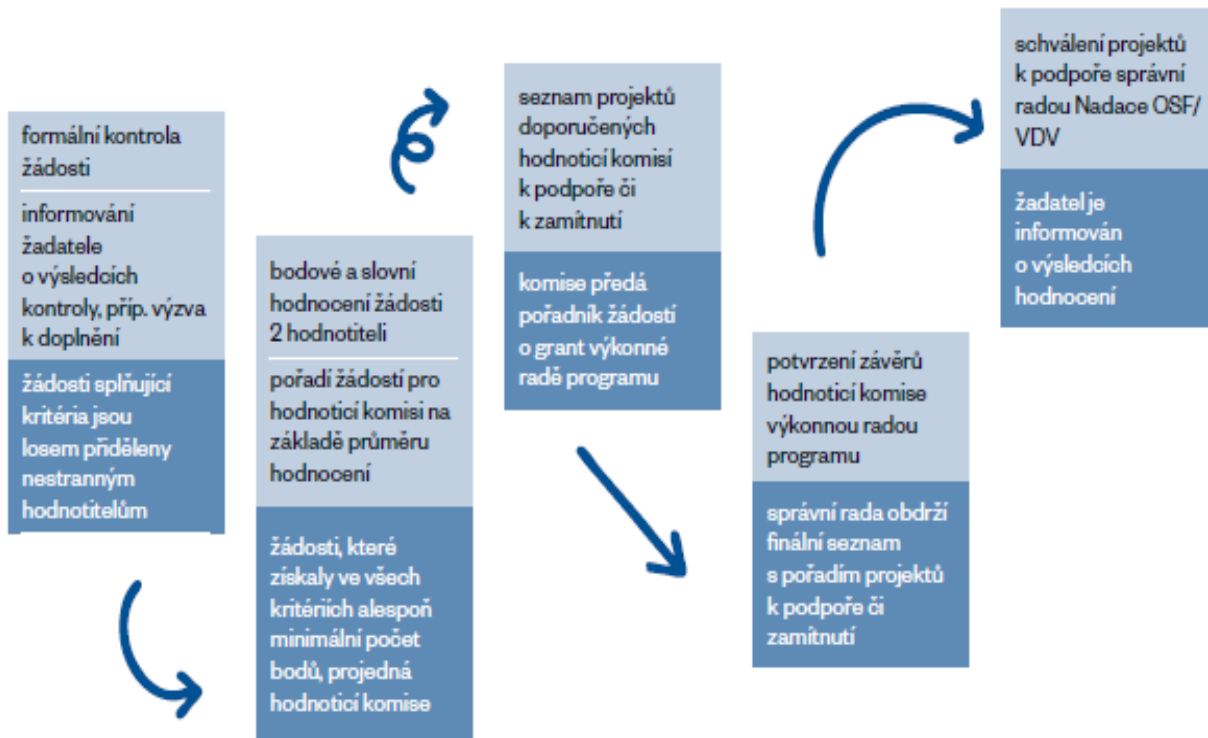 formální kontrola
žádosti
informování
žadatele
o výsledcích
kontroly, příp. výzva
k doplnění
žádosti splňující
kritéria jsou
losem přiděleny
nestranným
hodnotitelům
bodové a slovní
hodnocení žádosti
2 hodnotiteli
pořadí žádostí pro
hodnoticí komisi na
základě průměru
hodnocení
žádosti, které
získaly ve všech
kritériích alespoň
minimální počet
bodů, projedná
hodnoticí komise
seznam projektů
doporučených
hodnoticí komisí
k podpoře či
k zamítnutí
komise předá
pořadník žádostí
o grant výkonné
radě programu
potvrzení závěrů
hodnoticí komise
výkonnou radou
programu
správní rada obdrží
finální seznam
s pořadím projektů
k podpoře či
zamítnutí
schválení projektů
k podpoře správní
radou Nadace OSF/
VDV
žadatel je
informován
o výsledcích
hodnocení